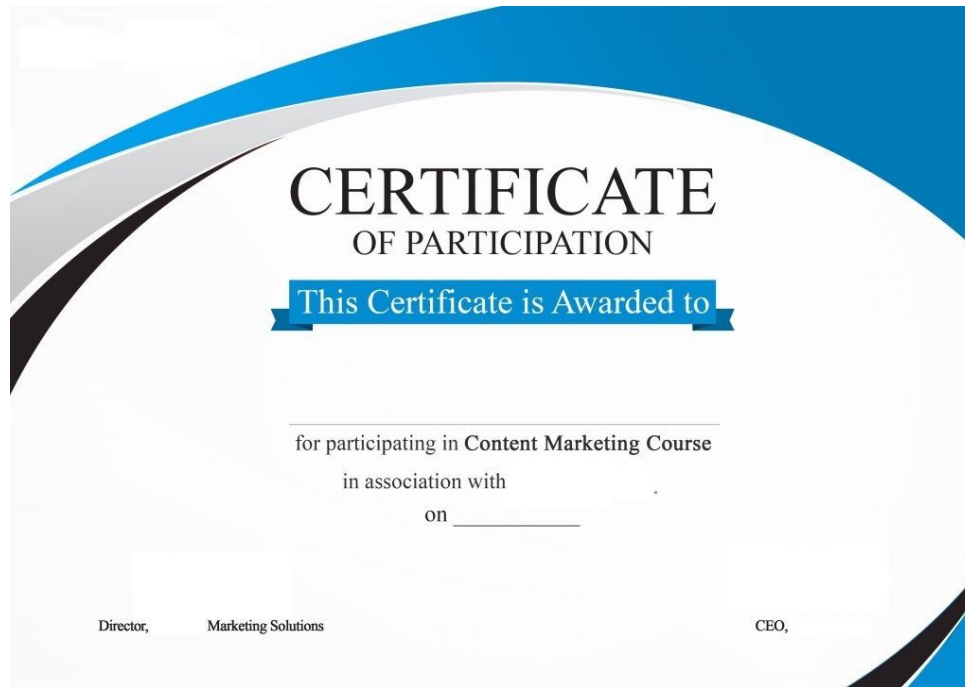 CERTIFICATE
OF PARTICIPATION
This Certificate is Awarded to
for participating in Content Marketing Course
in association with .
on ____________
Director, Marketing Solutions
CEO,